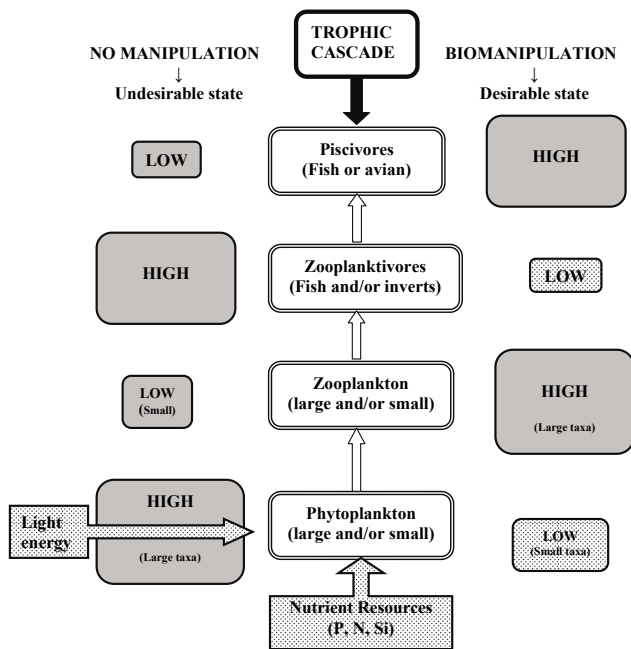 TROPHIC
CASCADE
NO MANIPULATION
↓
Undesirable state
BIOMANIPULATION
↓
Desirable state
LOW
Piscivores
(Fish or avian)
HIGH
HIGH
Zooplanktivores
(Fish and/or inverts)
LOW
LOW
(Small)
Zooplankton
(large and/or small)
HIGH
(Large taxa)
Light
energy
HIGH
(Large taxa)
Phytoplankton
(large and/or small)
LOW
(Small taxa)
Nutrient Resources
(P, N, Si)